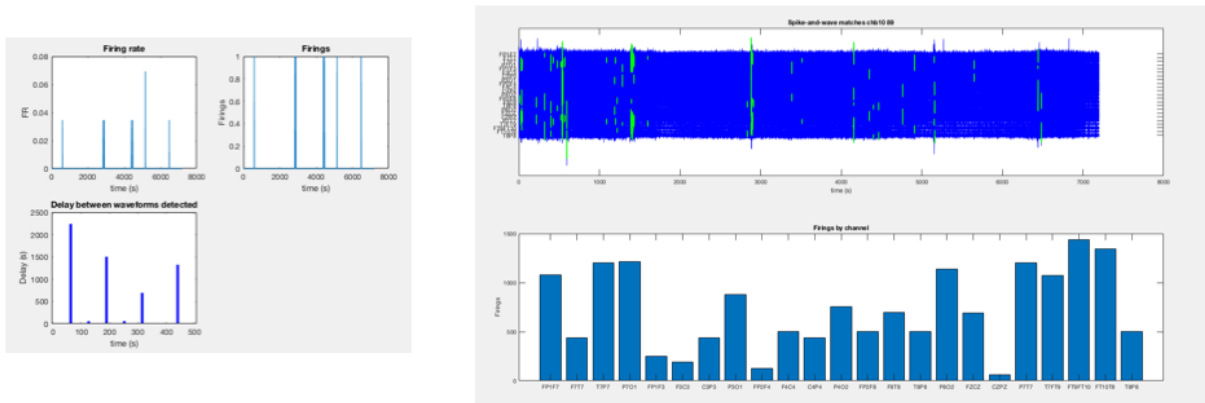 Firing rate
0.08
0.06
0.04
0.02
0
FR
0 2000 4000 6000 8000
time (s)
Firings
1
0.8
0.6
0.4
0.2
0
Firings
0 2000 4000 6000 8000
time (s)
Delay between waveforms detected
2500
2000
1500
1000
500
0
Delay (s)
0 100 200 300 400 500
time (s)
Spike-and-wave matches chb10 89
0 1000 2000 3000 4000 5000 6000 7000 8000
time (s)
Firings by channel
1500
1000
500
0
Firings
FP1F7 F7T7 T7P7 P7O1 FP1F3 F3C3 C3P3 P3O1 FP2F4 F4C4 C4P4 P4O2 FP2F8 F8T8 T8P8 P8O2 FZCZ CZPZ P7T7 T7FT9 FT9FT10 FT10T8 T8P8